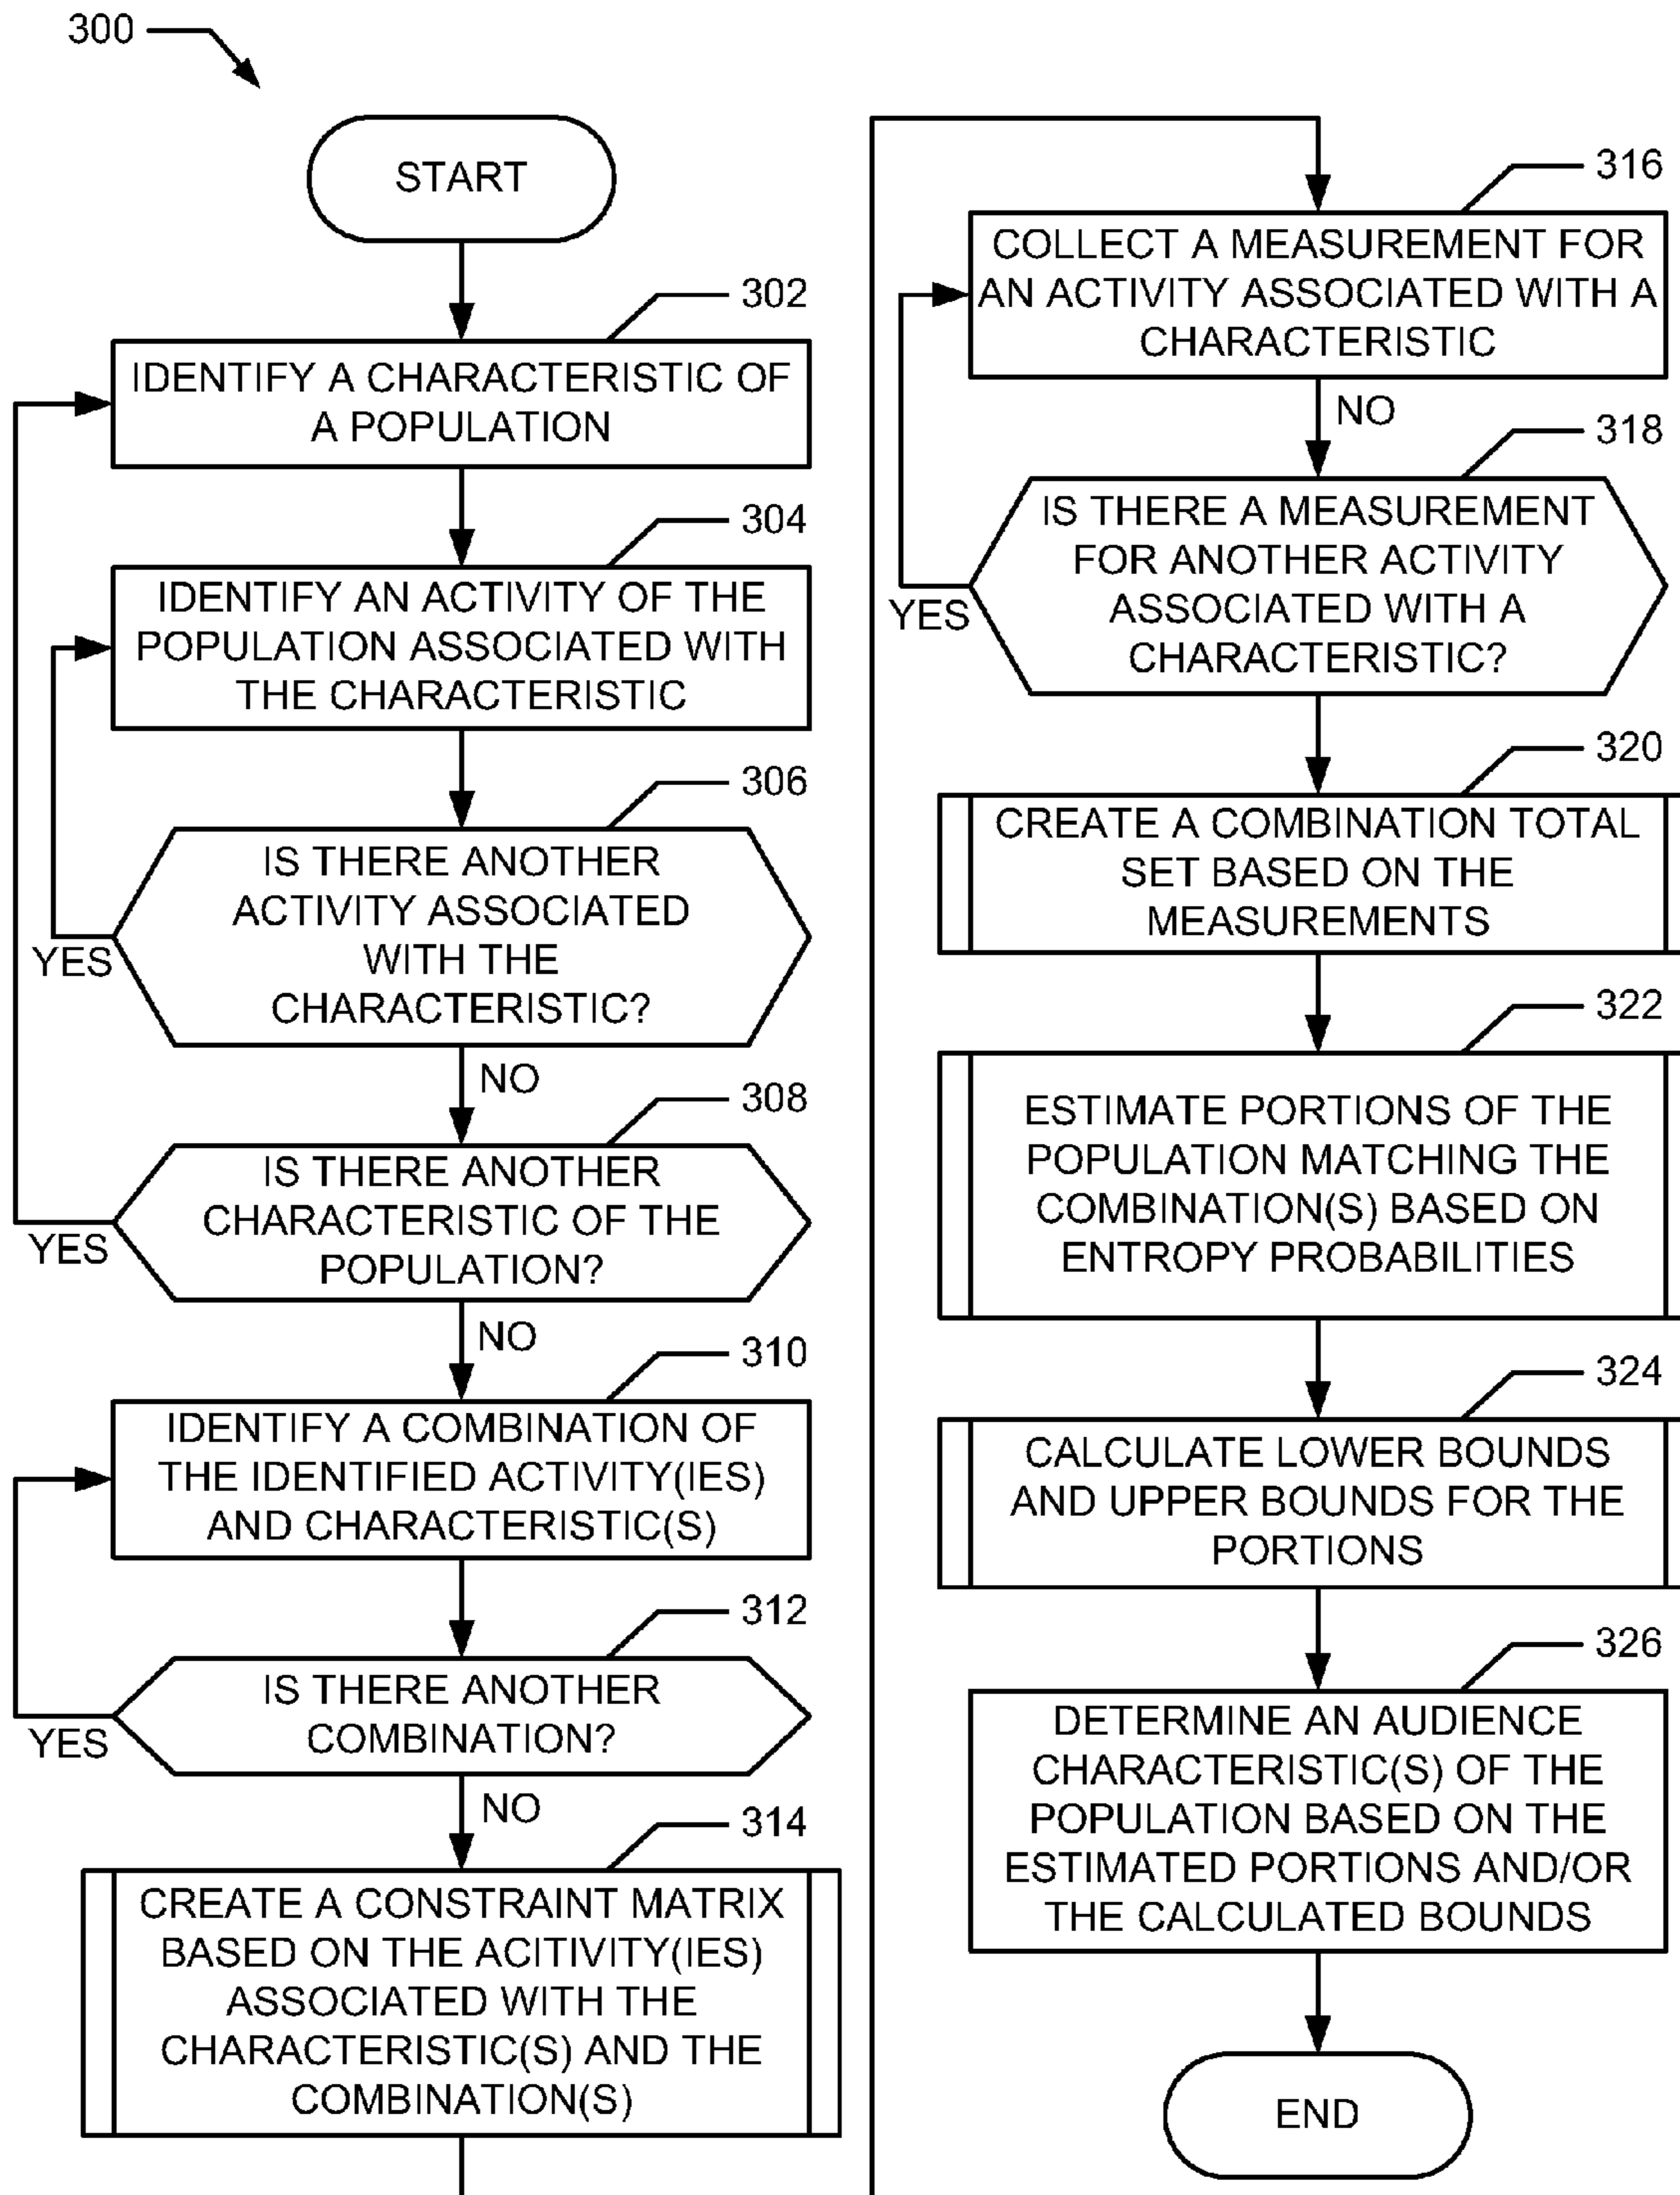 300
START
302
IDENTIFY A CHARACTERISTIC OF
A POPULATION
304
IDENTIFY AN ACTIVITY OF THE
POPULATION ASSOCIATED WITH
THE CHARACTERISTIC
306
IS THERE ANOTHER
ACTIVITY ASSOCIATED
WITH THE
CHARACTERISTIC?
YES
NO
308
IS THERE ANOTHER
CHARACTERISTIC OF THE
POPULATION?
YES
NO
310
IDENTIFY A COMBINATION OF
THE IDENTIFIED ACTIVITY(IES)
AND CHARACTERISTIC(S)
312
IS THERE ANOTHER
COMBINATION?
YES
NO
314
CREATE A CONSTRAINT MATRIX
BASED ON THE ACITIVITY(IES)
ASSOCIATED WITH THE
CHARACTERISTIC(S) AND THE
COMBINATION(S)
316
COLLECT A MEASUREMENT FOR
AN ACTIVITY ASSOCIATED WITH A
CHARACTERISTIC
NO
318
IS THERE A MEASUREMENT
FOR ANOTHER ACTIVITY
ASSOCIATED WITH A
CHARACTERISTIC?
YES
320
CREATE A COMBINATION TOTAL
SET BASED ON THE
MEASUREMENTS
322
ESTIMATE PORTIONS OF THE
POPULATION MATCHING THE
COMBINATION(S) BASED ON
ENTROPY PROBABILITIES
324
CALCULATE LOWER BOUNDS
AND UPPER BOUNDS FOR THE
PORTIONS
326
DETERMINE AN AUDIENCE
CHARACTERISTIC(S) OF THE
POPULATION BASED ON THE
ESTIMATED PORTIONS AND/OR
THE CALCULATED BOUNDS
END